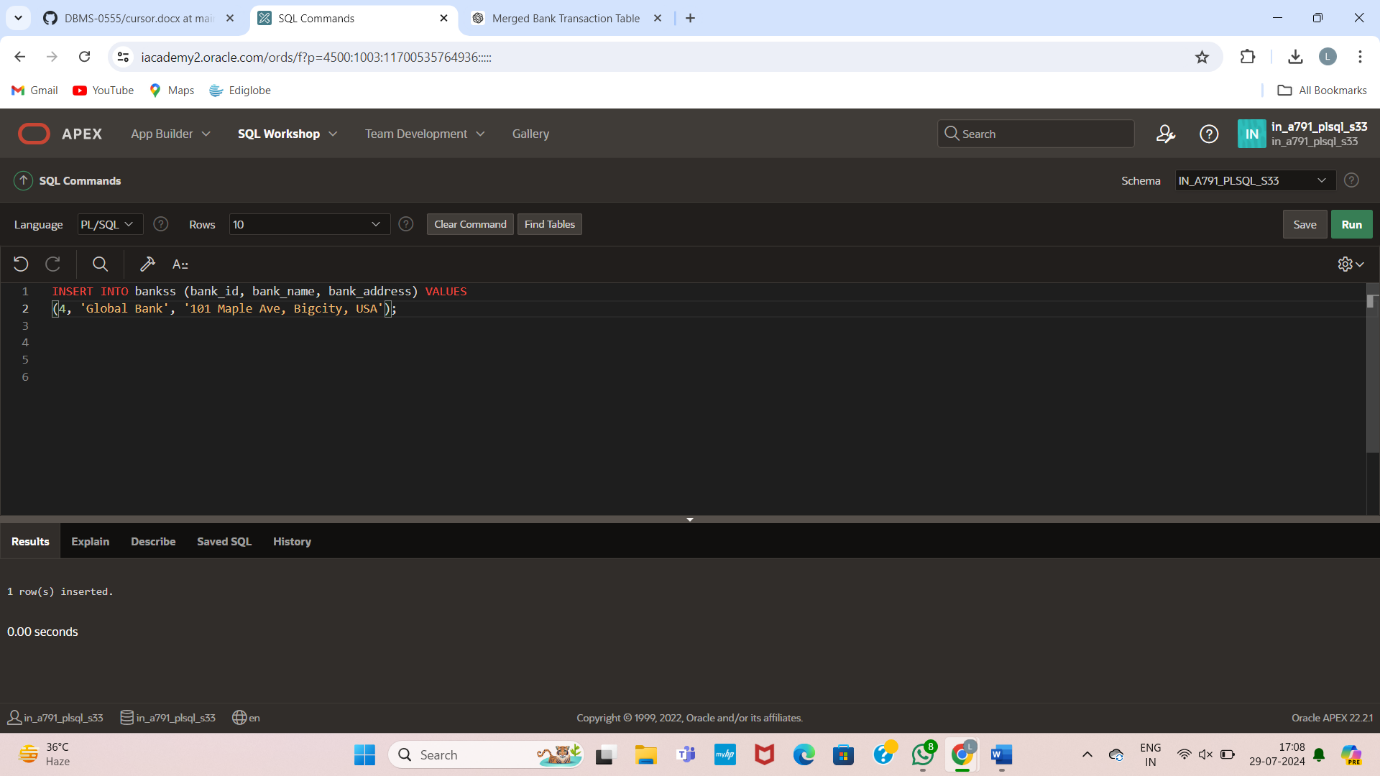 DBMS-0555/cursor.docx at mai
SQL Commands
Merged Bank Transaction Table
iacademy2.oracle.com/ords/f?p=4500:1003:11700535764936:::::
L
Gmail
YouTube
Maps
Ediglobe
All Bookmarks
APEX
App Builder
SQL Workshop
Team Development
Gallery
Search
IN
in_a791_plsql_s33
in_a791_plsql_s33
SQL Commands
Schema
IN_A791_PLSQL_S33
Language
PL/SQL
Rows
10
Clear Command
Find Tables
Save
Run
A::
1 INSERT INTO bankss (bank_id, bank_name, bank_address) VALUES
2 (4, 'Global Bank', '101 Maple Ave, Bigcity, USA');
3
4
5
6
Results
Explain
Describe
Saved SQL
History
1 row(s) inserted.
0.00 seconds
in_a791_plsql_s33
in_a791_plsql_s33
en
Copyright © 1999, 2022, Oracle and/or its affiliates.
Oracle APEX 22.2.1
36°C
Haze
Search
myhp
8
L
ENG
IN
17:08
29-07-2024
PRE